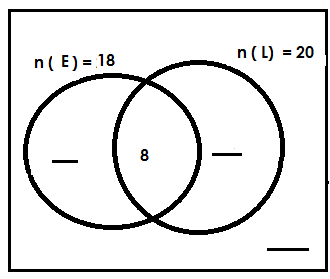 n ( E ) = 18
n ( L ) = 20
8